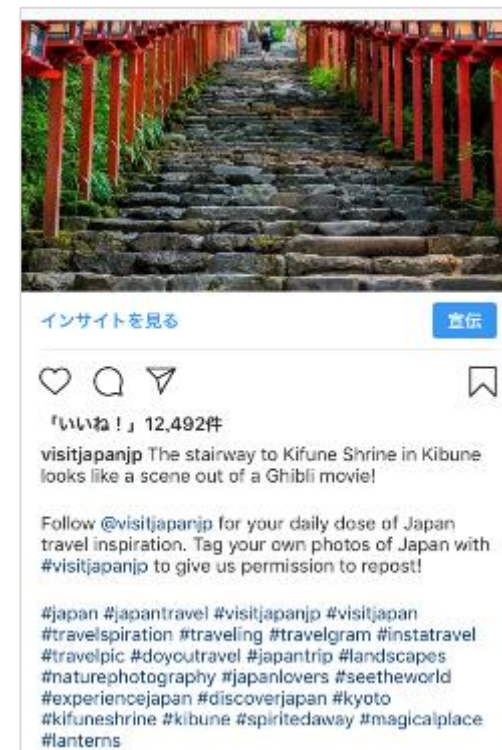 インサイトを見る
宣伝
「いいね！」12,492件
visitjapanjp The stairway to Kifune Shrine in Kibune
looks like a scene out of a Ghibli movie!
Follow @visitjapanjp for your daily dose of Japan
travel inspiration. Tag your own photos of Japan with
#visitjapanjp to give us permission to repost!
#japan #japantravel #visitjapanjp #visitjapan
#travelspiration #traveling #travelgram #instatravel
#travelpic #doyoutravel #japantrip #landscapes
#naturephotography #japanlovers #seetheworld
#experiencejapan #discoverjapan #kyoto
#kifuneshrine #kibune #spiritedaway #magicalplace
#lanterns